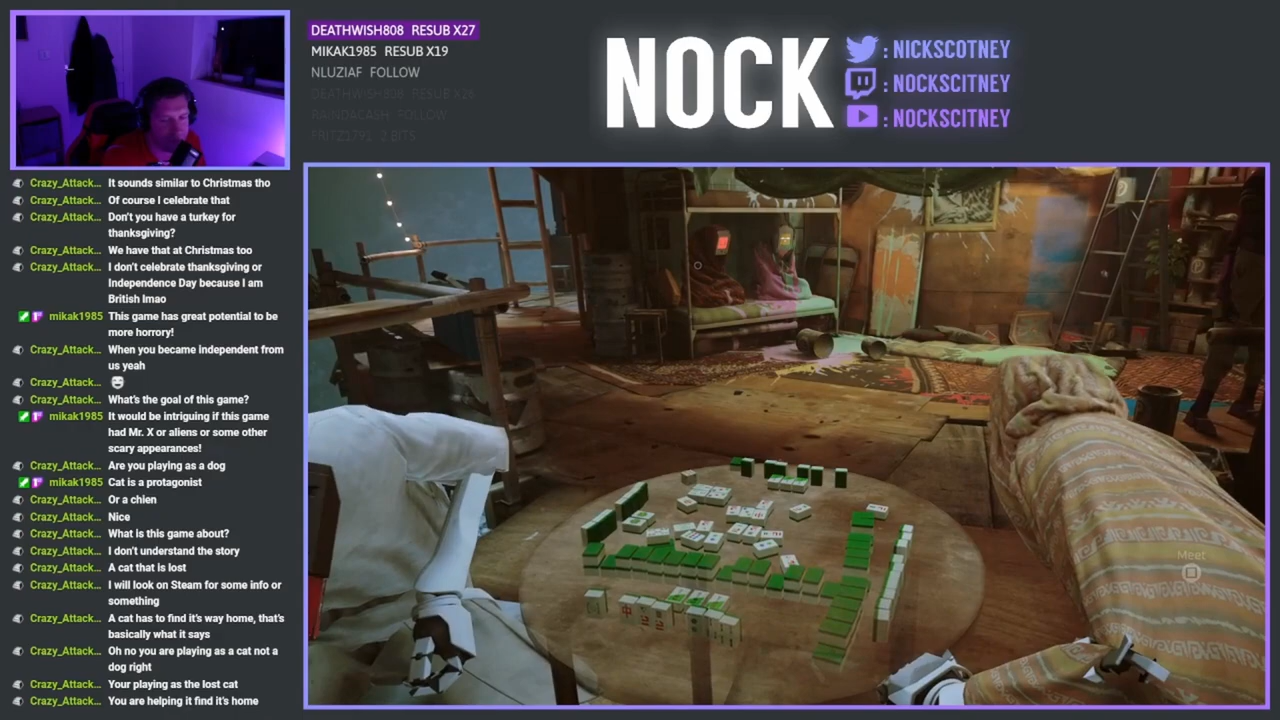 DEATHWISH808 RESUB X27
MIKAK1985 RESUB X19
NLUZIAF FOLLOW
DEATHWISH808 RESUB X26
RAINDACASH FOLLOW
FRITZ1791 2 BITS
NOCK
: NICKSCOTNEY
: NOCKSCITNEY
: NOCKSCITNEY
Crazy_Attack... It sounds similar to Christmas tho
Crazy_Attack... Of course I celebrate that
Crazy_Attack... Don't you have a turkey for
thanksgiving?
Crazy_Attack... We have that at Christmas too
Crazy_Attack... I don't celebrate thanksgiving or
Independence Day because I am
British lmao
mikak1985 This game has great potential to be
more horrory!
Crazy_Attack... When you became independent from
us yeah
Crazy_Attack...
Crazy_Attack... What's the goal of this game?
mikak1985 It would be intriguing if this game
had Mr. X or aliens or some other
scary appearances!
Crazy_Attack... Are you playing as a dog
mikak1985 Cat is a protagonist
Crazy_Attack... Or a chien
Crazy_Attack... Nice
Crazy_Attack... What is this game about?
Crazy_Attack... I don't understand the story
Crazy_Attack... A cat that is lost
Crazy_Attack... I will look on Steam for some info or
something
Crazy_Attack... A cat has to find it's way home, that's
basically what it says
Crazy_Attack... Oh no you are playing as a cat not a
dog right
Crazy_Attack... Your playing as the lost cat
Crazy_Attack... You are helping it find it's home
Meet